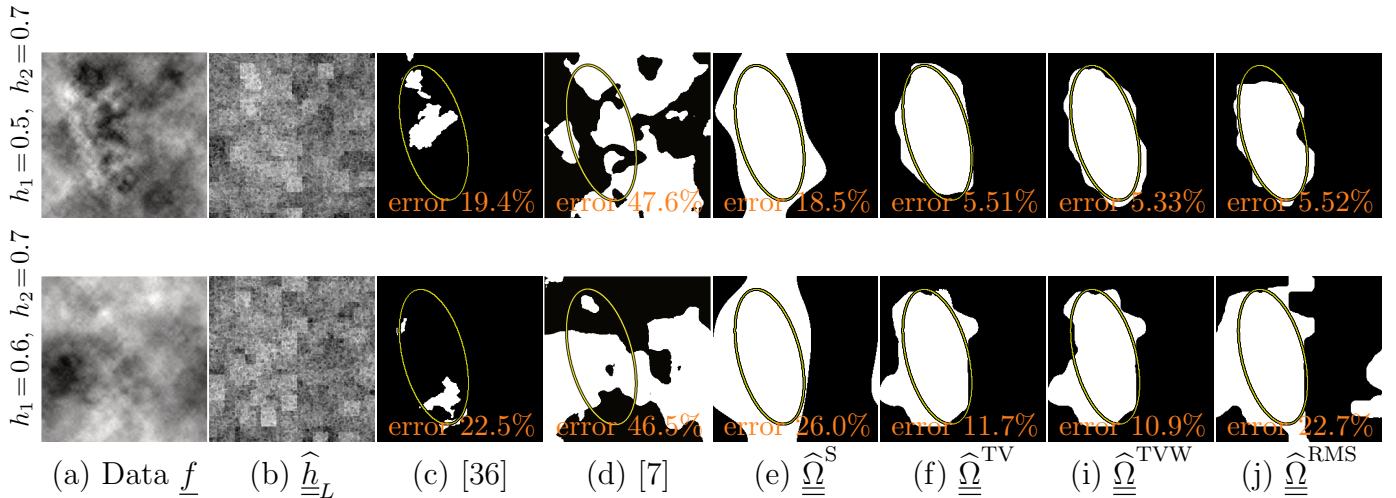 h₁ = 0.5, h₂ = 0.7
error 19.4% error 47.6% error 18.5% error 5.51% error 5.33% error 5.52%
h₁ = 0.6, h₂ = 0.7
error 22.5% error 46.5% error 26.0% error 11.7% error 10.9% error 22.7%
(a) Data f̲ (b) ĥ̳_L (c) [36] (d) [7] (e) Ω̳̂^S (f) Ω̳̂^TV (i) Ω̳̂^TVW (j) Ω̳̂^RMS